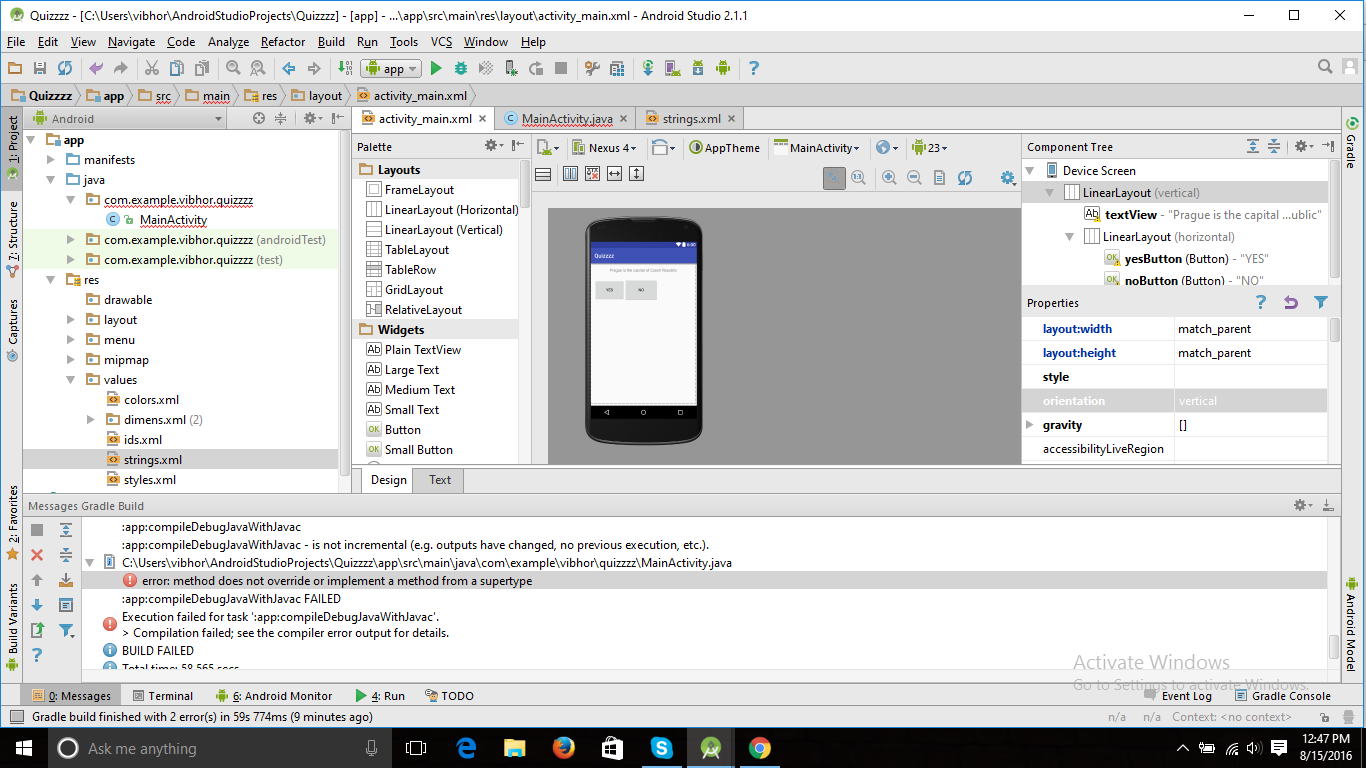 Quizzzz - [C:\Users\vibhor\AndroidStudioProjects\Quizzzz] - [app] - ...\app\src\main\res\layout\activity_main.xml - Android Studio 2.1.1
File Edit View Navigate Code Analyze Refactor Build Run Tools VCS Window Help
app
Quizzzz app src main res layout activity_main.xml
1: Project
7: Structure
Captures
2: Favorites
Build Variants
Android
app
manifests
java
com.example.vibhor.quizzzz
MainActivity
com.example.vibhor.quizzzz (androidTest)
com.example.vibhor.quizzzz (test)
res
drawable
layout
menu
mipmap
values
colors.xml
dimens.xml (2)
ids.xml
strings.xml
styles.xml
activity_main.xml MainActivity.java strings.xml
Palette
Layouts
FrameLayout
LinearLayout (Horizontal)
LinearLayout (Vertical)
TableLayout
TableRow
GridLayout
RelativeLayout
Widgets
Plain TextView
Large Text
Medium Text
Small Text
Button
Small Button
Nexus 4 AppTheme MainActivity 23
6:00
Quizzzz
Prague is the capital of Czech Republic
YES NO
Design Text
Component Tree
Device Screen
LinearLayout (vertical)
textView - "Prague is the capital ...ublic"
LinearLayout (horizontal)
yesButton (Button) - "YES"
noButton (Button) - "NO"
Properties
layout:width match_parent
layout:height match_parent
style
orientation vertical
gravity []
accessibilityLiveRegion
Gradle
Android Model
Messages Gradle Build
:app:compileDebugJavaWithJavac
:app:compileDebugJavaWithJavac - is not incremental (e.g. outputs have changed, no previous execution, etc.).
C:\Users\vibhor\AndroidStudioProjects\Quizzzz\app\src\main\java\com\example\vibhor\quizzzz\MainActivity.java
error: method does not override or implement a method from a supertype
:app:compileDebugJavaWithJavac FAILED
Execution failed for task ':app:compileDebugJavaWithJavac'.
> Compilation failed; see the compiler error output for details.
BUILD FAILED
Total time: 58.565 secs
Activate Windows
Go to Settings to activate Windows.
0: Messages Terminal 6: Android Monitor 4: Run TODO Event Log Gradle Console
Gradle build finished with 2 error(s) in 59s 774ms (9 minutes ago) n/a n/a Context: <no context>
Ask me anything
12:47 PM
8/15/2016